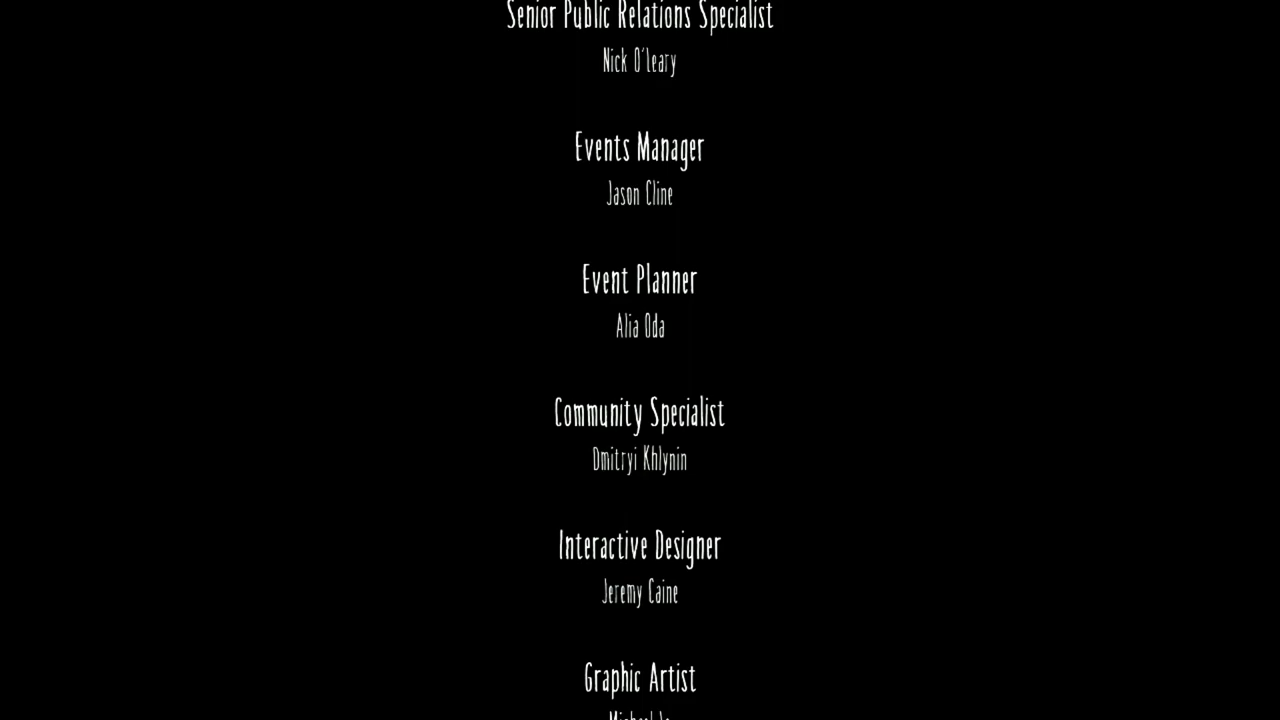 Senior Public Relations Specialist
Nick O'Leary
Events Manager
Jason Cline
Event Planner
Alia Oda
Community Specialist
Dmitryi Khlynin
Interactive Designer
Jeremy Caine
Graphic Artist